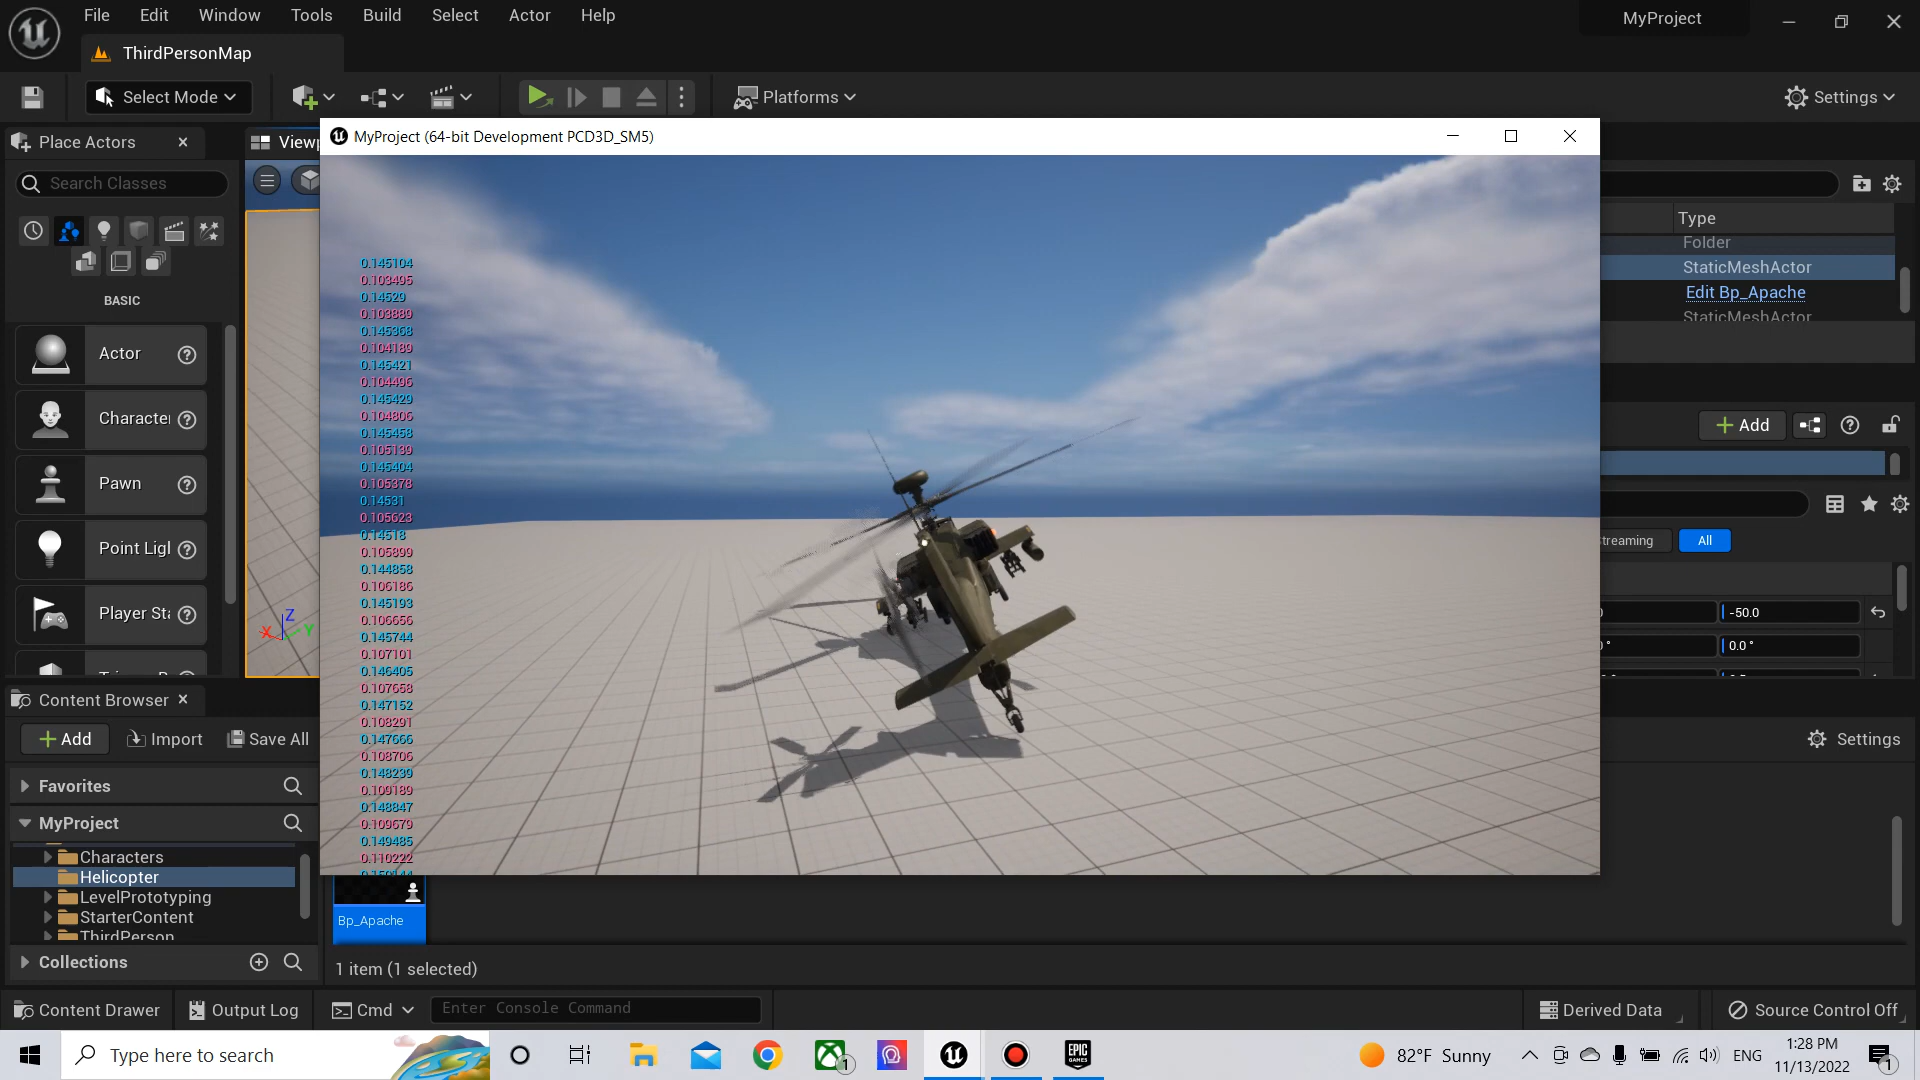 File Edit Window Tools Build Select Actor Help
MyProject
ThirdPersonMap
Select Mode
Platforms
Settings
Place Actors
Search Classes
BASIC
Actor
Pawn
MyProject (64-bit Development PCD3D_SM5)
0.145104
0.103495
0.14529
0.103889
0.145368
0.104189
0.145421
0.104496
0.145429
0.104806
0.145458
0.105139
0.145404
0.105378
0.14531
0.105623
0.14518
0.105899
0.144858
0.106186
0.145193
0.106656
0.145744
0.107101
0.146405
0.107658
0.147152
0.108291
0.147666
0.108706
0.148239
0.109189
0.148847
0.109679
0.149485
0.110222
X Z Y
Type
Folder
StaticMeshActor
Edit Bp_Apache
StaticMeshActor
Add
Streaming
All
-50.0
0.0 °
Content Browser
Add Import Save All
Settings
Favorites
MyProject
Characters
Helicopter
LevelPrototyping
StarterContent
ThirdPerson
Collections
Bp_Apache
1 item (1 selected)
Content Drawer Output Log Cmd Enter Console Command
Derived Data Source Control Off
Type here to search
1
EPIC GAMES
82°F Sunny
ENG
1:28 PM
11/13/2022
1